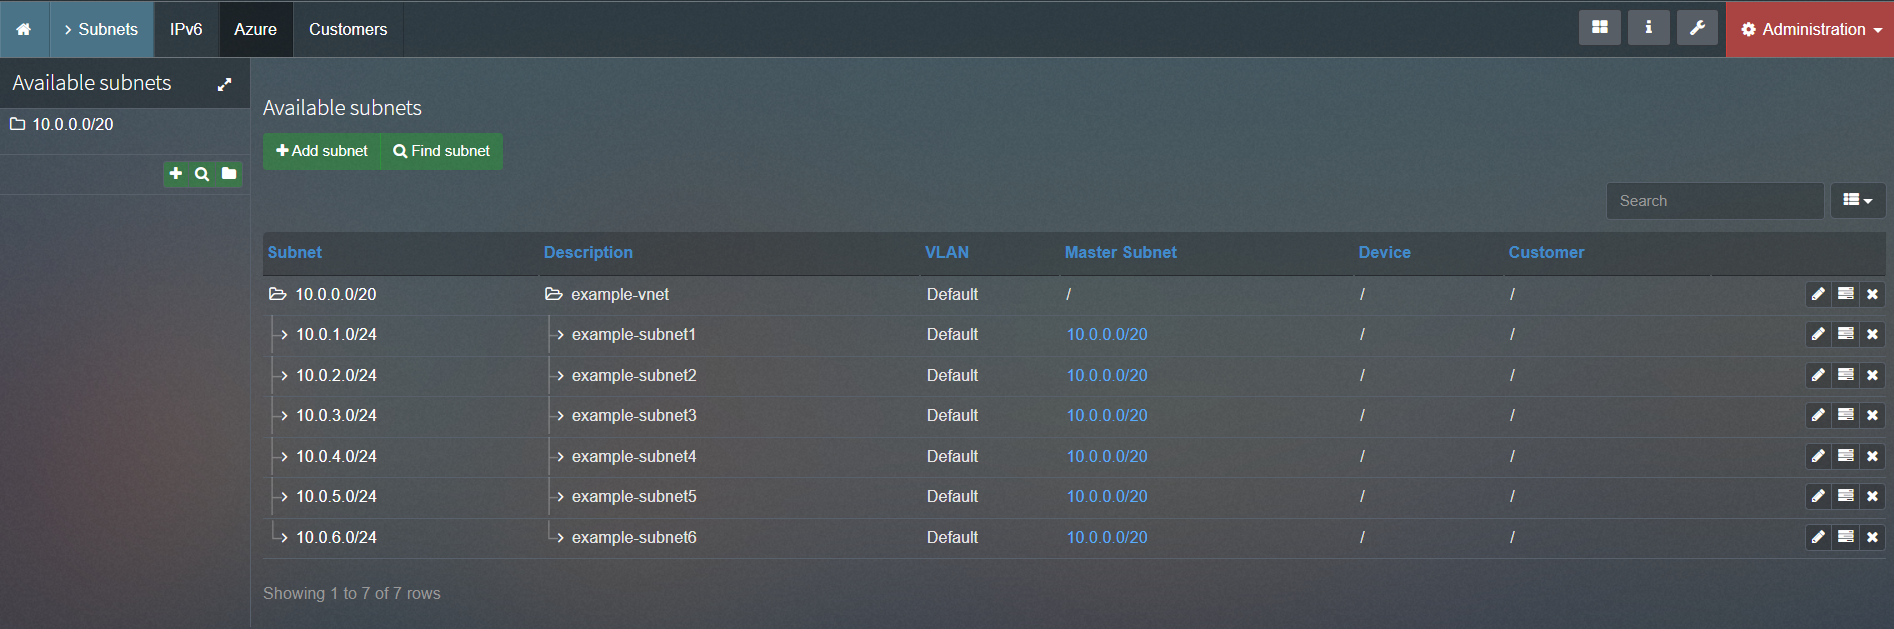 Subnets IPv6 Azure Customers Administration
Available subnets
10.0.0.0/20
Available subnets
Add subnet Find subnet
Search
Subnet Description VLAN Master Subnet Device Customer
10.0.0.0/20 example-vnet Default / / /
10.0.1.0/24 example-subnet1 Default 10.0.0.0/20 / /
10.0.2.0/24 example-subnet2 Default 10.0.0.0/20 / /
10.0.3.0/24 example-subnet3 Default 10.0.0.0/20 / /
10.0.4.0/24 example-subnet4 Default 10.0.0.0/20 / /
10.0.5.0/24 example-subnet5 Default 10.0.0.0/20 / /
10.0.6.0/24 example-subnet6 Default 10.0.0.0/20 / /
Showing 1 to 7 of 7 rows